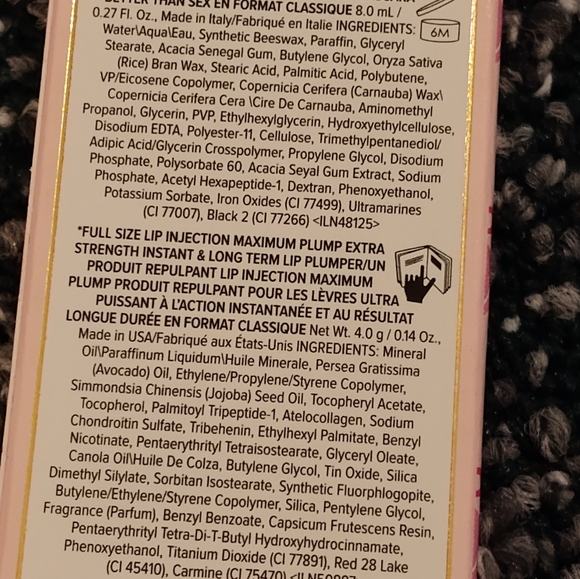 BETTER THAN SEX EN FORMAT CLASSIQUE 8.0 mL /
0.27 Fl. Oz., Made in Italy/Fabriqué en Italie INGREDIENTS:
6M
Water\Aqua\Eau, Synthetic Beeswax, Paraffin, Glyceryl
Stearate, Acacia Senegal Gum, Butylene Glycol, Oryza Sativa
(Rice) Bran Wax, Stearic Acid, Palmitic Acid, Polybutene,
VP/Eicosene Copolymer, Copernicia Cerifera (Carnauba) Wax\
Copernicia Cerifera Cera \Cire De Carnauba, Aminomethyl
Propanol, Glycerin, PVP, Ethylhexylglycerin, Hydroxyethylcellulose,
Disodium EDTA, Polyester-11, Cellulose, Trimethylpentanediol/
Adipic Acid/Glycerin Crosspolymer, Propylene Glycol, Disodium
Phosphate, Polysorbate 60, Acacia Seyal Gum Extract, Sodium
Phosphate, Acetyl Hexapeptide-1, Dextran, Phenoxyethanol,
Potassium Sorbate, Iron Oxides (CI 77499), Ultramarines
(CI 77007), Black 2 (CI 77266) <ILN48125>
*FULL SIZE LIP INJECTION MAXIMUM PLUMP EXTRA
STRENGTH INSTANT & LONG TERM LIP PLUMPER/UN
PRODUIT REPULPANT LIP INJECTION MAXIMUM
PLUMP PRODUIT REPULPANT POUR LES LÈVRES ULTRA
PUISSANT À L'ACTION INSTANTANÉE ET AU RÉSULTAT
LONGUE DURÉE EN FORMAT CLASSIQUE Net Wt. 4.0 g / 0.14 Oz.,
Made in USA/Fabriqué aux États-Unis INGREDIENTS: Mineral
Oil\Paraffinum Liquidum\Huile Minerale, Persea Gratissima
(Avocado) Oil, Ethylene/Propylene/Styrene Copolymer,
Simmondsia Chinensis (Jojoba) Seed Oil, Tocopheryl Acetate,
Tocopherol, Palmitoyl Tripeptide-1, Atelocollagen, Sodium
Chondroitin Sulfate, Tribehenin, Ethylhexyl Palmitate, Benzyl
Nicotinate, Pentaerythrityl Tetraisostearate, Glyceryl Oleate,
Canola Oil\Huile De Colza, Butylene Glycol, Tin Oxide, Silica
Dimethyl Silylate, Sorbitan Isostearate, Synthetic Fluorphlogopite,
Butylene/Ethylene/Styrene Copolymer, Silica, Pentylene Glycol,
Fragrance (Parfum), Benzyl Benzoate, Capsicum Frutescens Resin,
Pentaerythrityl Tetra-Di-T-Butyl Hydroxyhydrocinnamate,
Phenoxyethanol, Titanium Dioxide (CI 77891), Red 28 Lake
(CI 45410), Carmine (CI 75470)